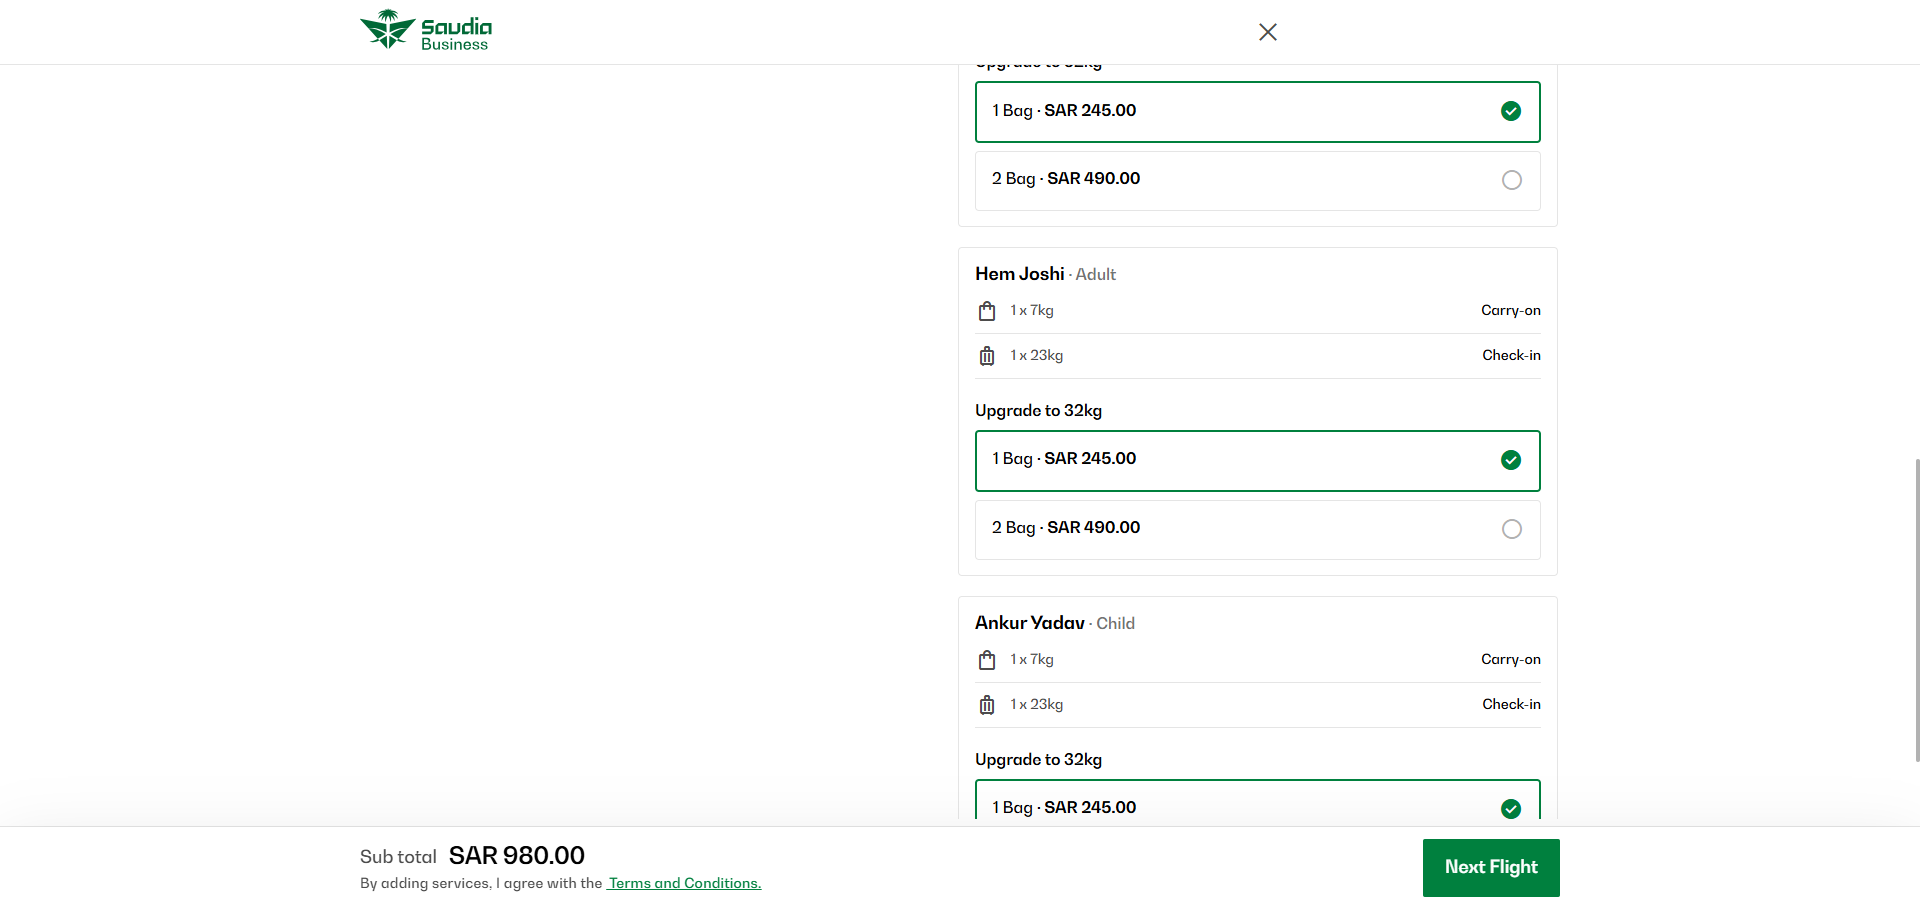 Saudia
Business
Upgrade to 32kg
1 Bag · SAR 245.00
2 Bag · SAR 490.00
Hem Joshi · Adult
1 x 7kg Carry-on
1 x 23kg Check-in
Upgrade to 32kg
1 Bag · SAR 245.00
2 Bag · SAR 490.00
Ankur Yadav · Child
1 x 7kg Carry-on
1 x 23kg Check-in
Upgrade to 32kg
1 Bag · SAR 245.00
Sub total SAR 980.00
By adding services, I agree with the Terms and Conditions.
Next Flight